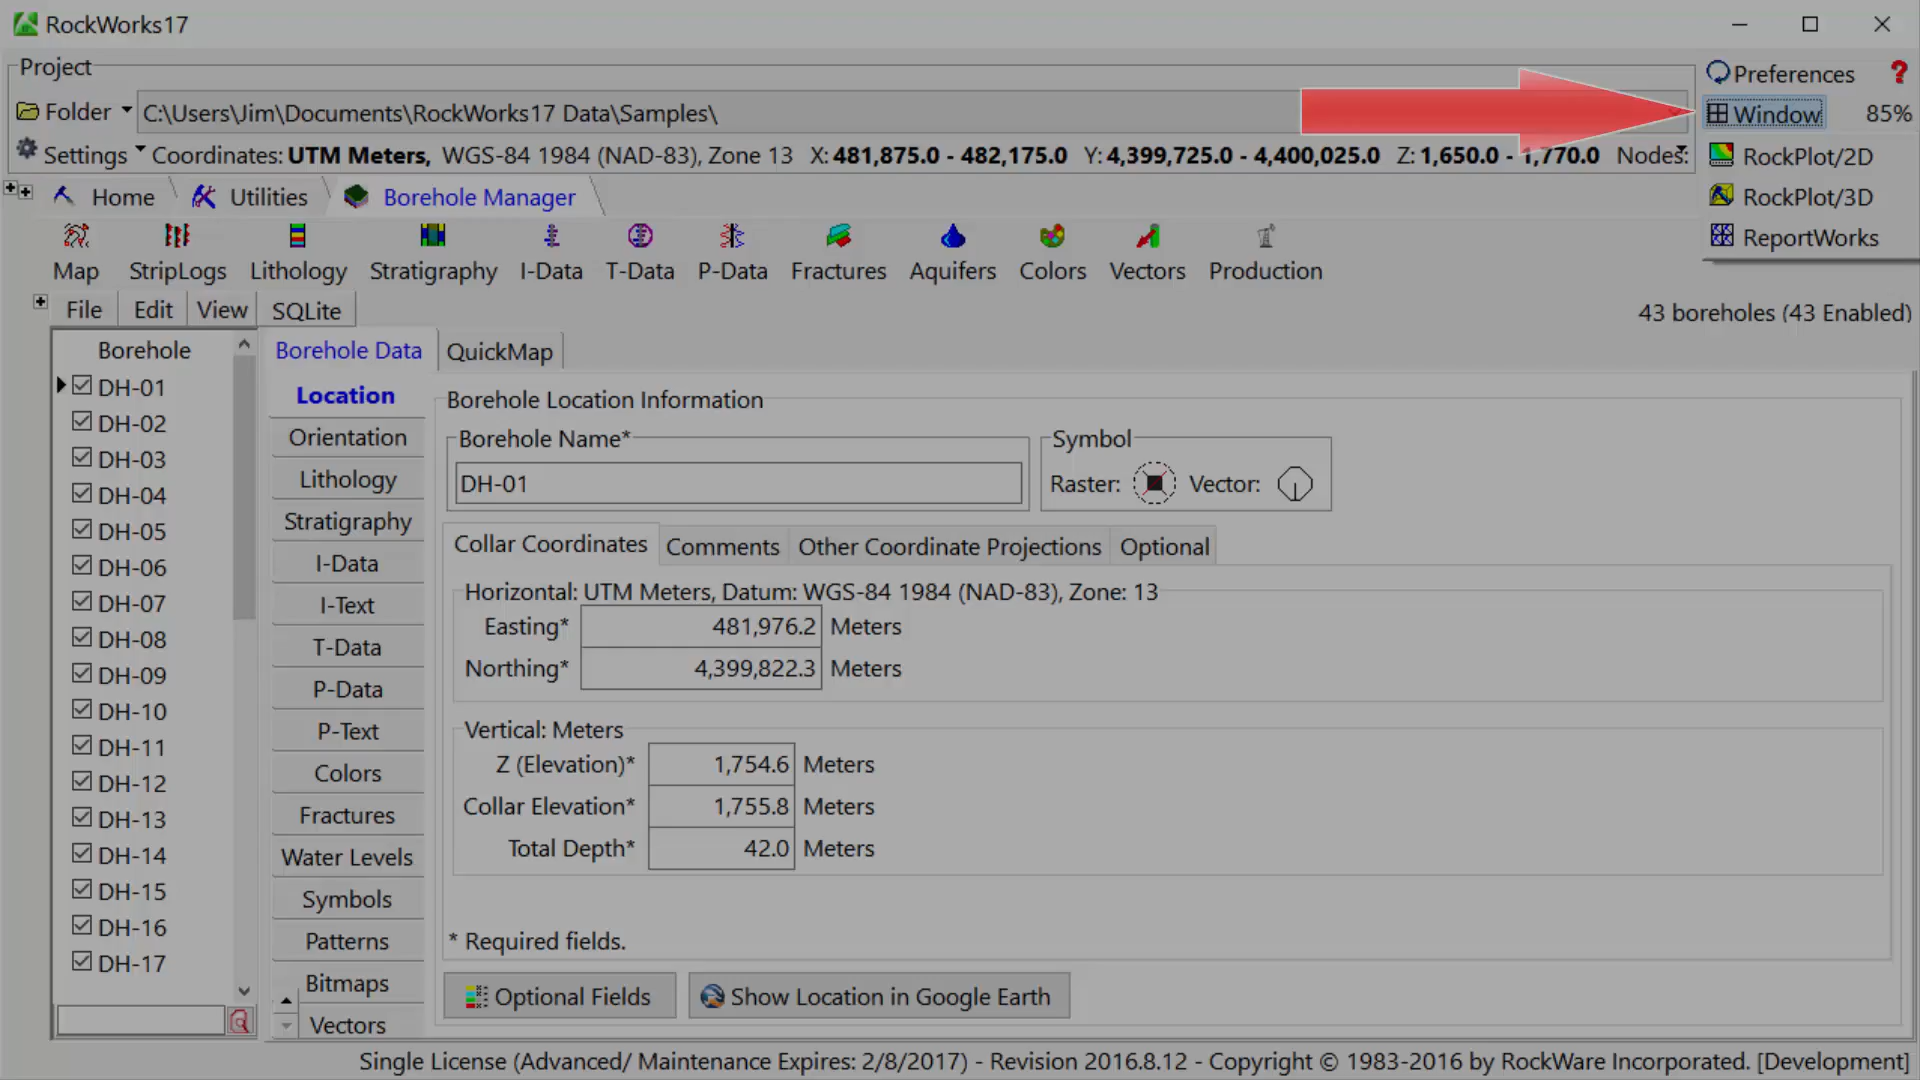 RockWorks17
Project
Preferences ?
Folder C:\Users\Jim\Documents\RockWorks17 Data\Samples\
Window 85%
Settings Coordinates: UTM Meters, WGS-84 1984 (NAD-83), Zone 13 X: 481,875.0 - 482,175.0 Y: 4,399,725.0 - 4,400,025.0 Z: 1,650.0 - 1,770.0 Nodes:
RockPlot/2D
RockPlot/3D
ReportWorks
Home Utilities Borehole Manager
Map StripLogs Lithology Stratigraphy I-Data T-Data P-Data Fractures Aquifers Colors Vectors Production
File Edit View SQLite
43 boreholes (43 Enabled)
Borehole
DH-01
DH-02
DH-03
DH-04
DH-05
DH-06
DH-07
DH-08
DH-09
DH-10
DH-11
DH-12
DH-13
DH-14
DH-15
DH-16
DH-17
Borehole Data QuickMap
Location
Orientation
Lithology
Stratigraphy
I-Data
I-Text
T-Data
P-Data
P-Text
Colors
Fractures
Water Levels
Symbols
Patterns
Bitmaps
Vectors
Borehole Location Information
Borehole Name*
DH-01
Symbol
Raster: Vector:
Collar Coordinates Comments Other Coordinate Projections Optional
Horizontal: UTM Meters, Datum: WGS-84 1984 (NAD-83), Zone: 13
Easting* 481,976.2 Meters
Northing* 4,399,822.3 Meters
Vertical: Meters
Z (Elevation)* 1,754.6 Meters
Collar Elevation* 1,755.8 Meters
Total Depth* 42.0 Meters
* Required fields.
Optional Fields Show Location in Google Earth
Single License (Advanced/ Maintenance Expires: 2/8/2017) - Revision 2016.8.12 - Copyright © 1983-2016 by RockWare Incorporated. [Development]